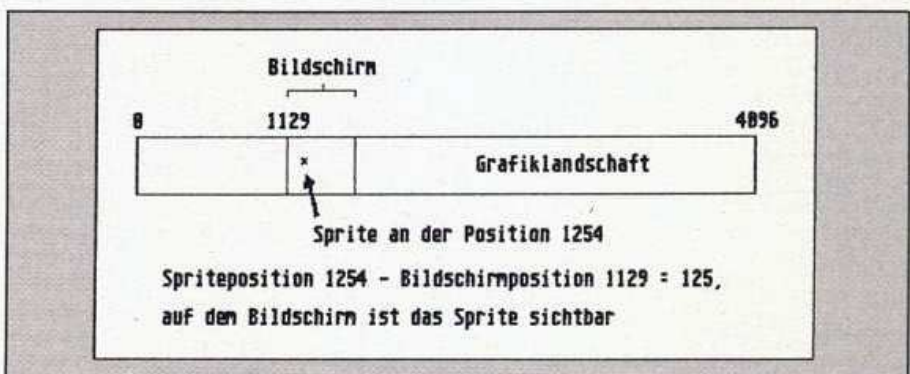 Bildschirm
0 1129 4096
Grafiklandschaft
Sprite an der Position 1254
Spriteposition 1254 - Bildschirmposition 1129 = 125,
auf dem Bildschirm ist das Sprite sichtbar